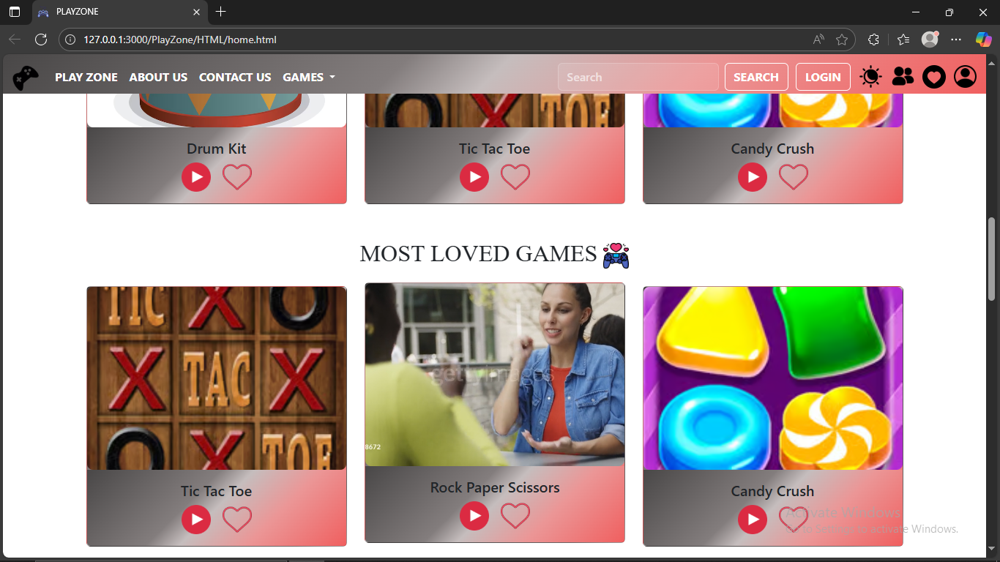 PLAYZONE
127.0.0.1:3000/PlayZone/HTML/home.html
PLAY ZONE ABOUT US CONTACT US GAMES Search SEARCH LOGIN
TOE
Drum Kit Tic Tac Toe Candy Crush
MOST LOVED GAMES
TIC
TAC
gettyimages
8672
TOE
Tic Tac Toe Rock Paper Scissors Candy Crush
Activate Windows
Go to Settings to activate Windows.